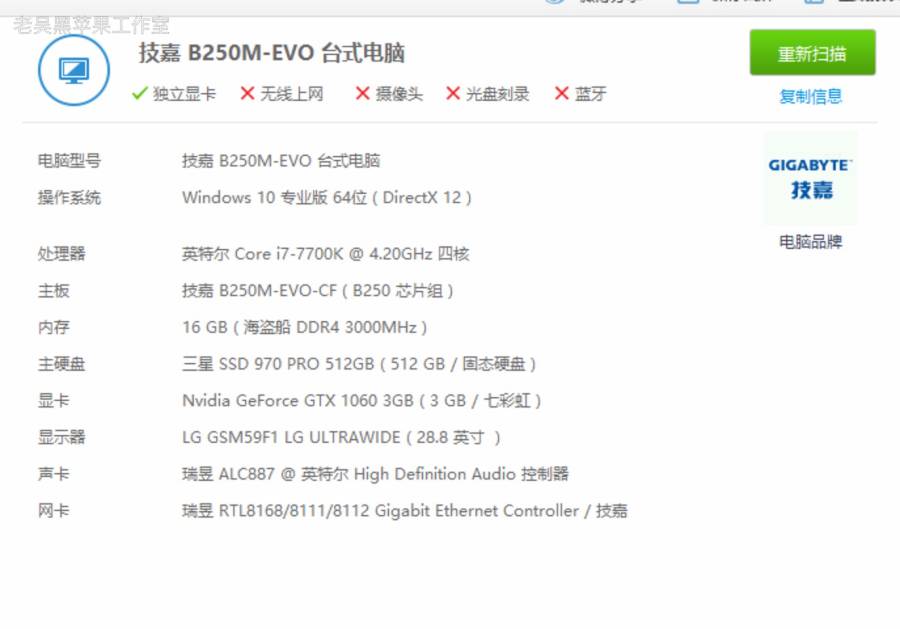 老吴黑苹果工作室
技嘉 B250M-EVO 台式电脑
重新扫描
独立显卡 无线上网 摄像头 光盘刻录 蓝牙
复制信息
电脑型号 技嘉 B250M-EVO 台式电脑
操作系统 Windows 10 专业版 64位 ( DirectX 12 )
GIGABYTE™
技嘉
电脑品牌
处理器 英特尔 Core i7-7700K @ 4.20GHz 四核
主板 技嘉 B250M-EVO-CF ( B250 芯片组 )
内存 16 GB ( 海盗船 DDR4 3000MHz )
主硬盘 三星 SSD 970 PRO 512GB ( 512 GB / 固态硬盘 )
显卡 Nvidia GeForce GTX 1060 3GB ( 3 GB / 七彩虹 )
显示器 LG GSM59F1 LG ULTRAWIDE ( 28.8 英寸 )
声卡 瑞昱 ALC887 @ 英特尔 High Definition Audio 控制器
网卡 瑞昱 RTL8168/8111/8112 Gigabit Ethernet Controller / 技嘉